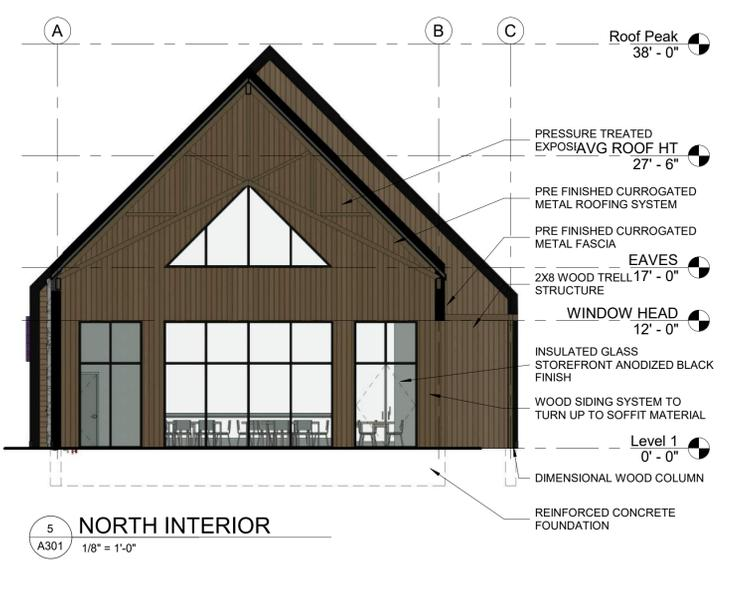 A
B
C
Roof Peak
38' - 0"
PRESSURE TREATED
AVG ROOF HT
27' - 6"
PRE FINISHED CURROGATED
METAL ROOFING SYSTEM
PRE FINISHED CURROGATED
METAL FASCIA
EAVES
17' - 0"
2X8 WOOD TRELL
STRUCTURE
WINDOW HEAD
12' - 0"
INSULATED GLASS
STOREFRONT ANODIZED BLACK
FINISH
WOOD SIDING SYSTEM TO
TURN UP TO SOFFIT MATERIAL
Level 1
0' - 0"
DIMENSIONAL WOOD COLUMN
REINFORCED CONCRETE
FOUNDATION
5
A301
NORTH INTERIOR
1/8" = 1'-0"